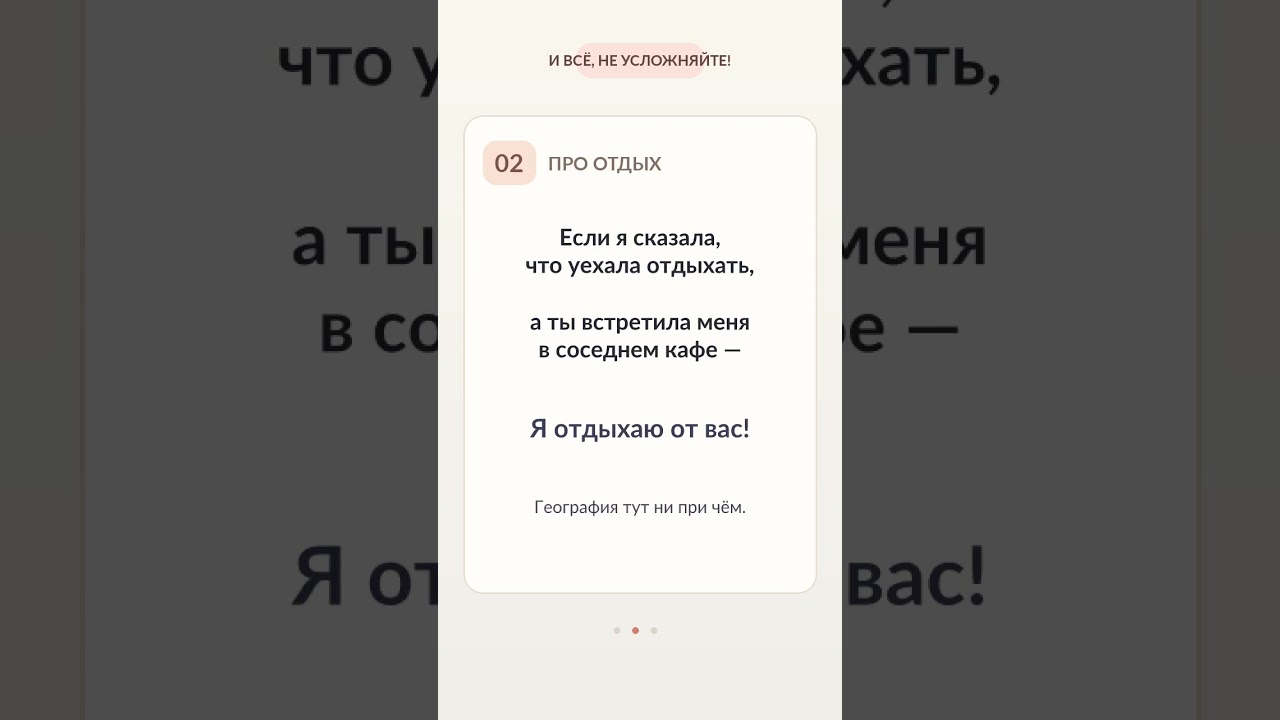 И ВСЁ, НЕ УСЛОЖНЯЙТЕ!
02 ПРО ОТДЫХ
Если я сказала,
что уехала отдыхать,
а ты встретила меня
в соседнем кафе —
Я отдыхаю от вас!
География тут ни при чём.